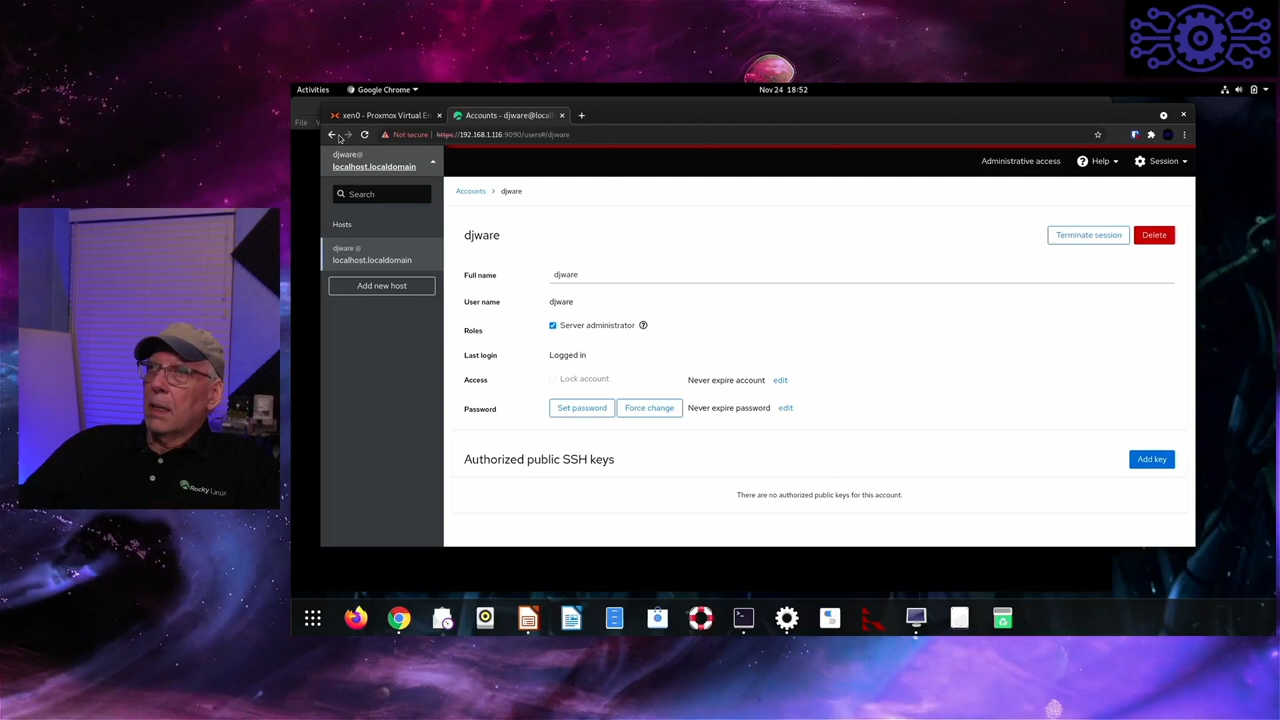 Activities
Google Chrome
Nov 24 18:52
File
xen0 - Proxmox Virtual En
Accounts - djware@local
Not secure
https://192.168.1.116:9090/users#/djware
djware@
localhost.localdomain
Administrative access
Help
Session
Search
Accounts > djware
Hosts
djware @
localhost.localdomain
Add new host
djware
Terminate session
Delete
Full name
djware
User name
djware
Roles
Server administrator
Last login
Logged in
Access
Lock account
Never expire account
edit
Password
Set password
Force change
Never expire password
edit
Authorized public SSH keys
Add key
There are no authorized public keys for this account.
Rocky Linux